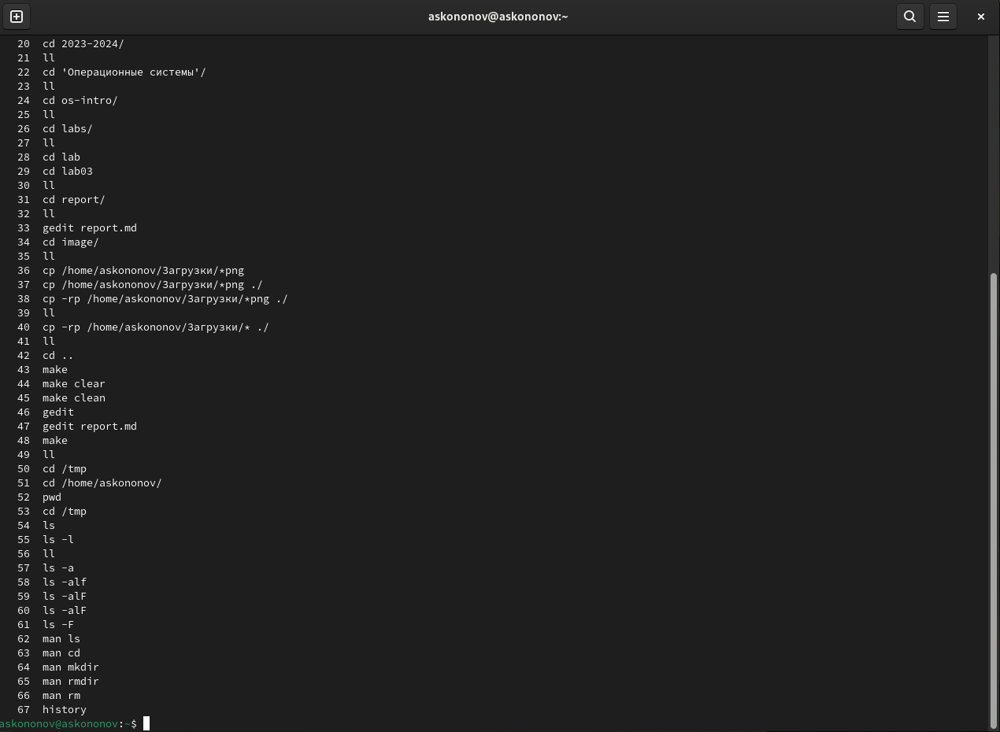 askononov@askononov:~
20 cd 2023-2024/
21 ll
22 cd 'Операционные системы'/
23 ll
24 cd os-intro/
25 ll
26 cd labs/
27 ll
28 cd lab
29 cd lab03
30 ll
31 cd report/
32 ll
33 gedit report.md
34 cd image/
35 ll
36 cp /home/askononov/Загрузки/*png
37 cp /home/askononov/Загрузки/*png ./
38 cp -rp /home/askononov/Загрузки/*png ./
39 ll
40 cp -rp /home/askononov/Загрузки/* ./
41 ll
42 cd ..
43 make
44 make clear
45 make clean
46 gedit
47 gedit report.md
48 make
49 ll
50 cd /tmp
51 cd /home/askononov/
52 pwd
53 cd /tmp
54 ls
55 ls -l
56 ll
57 ls -a
58 ls -alf
59 ls -alF
60 ls -alF
61 ls -F
62 man ls
63 man cd
64 man mkdir
65 man rmdir
66 man rm
67 history
askononov@askononov:~$